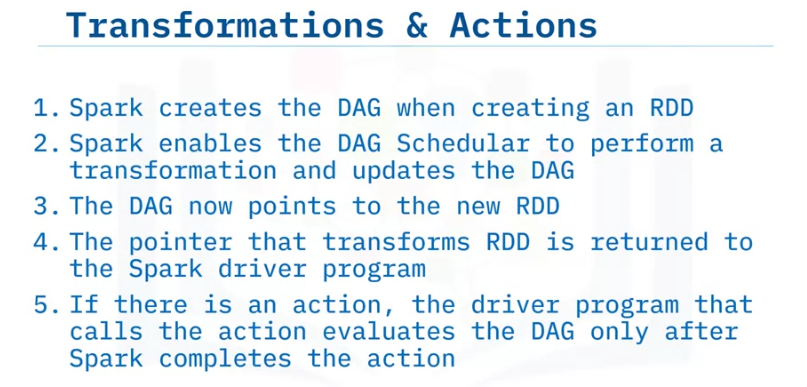 Transformations & Actions
1. Spark creates the DAG when creating an RDD
2. Spark enables the DAG Schedular to perform a
transformation and updates the DAG
3. The DAG now points to the new RDD
4. The pointer that transforms RDD is returned to
the Spark driver program
5. If there is an action, the driver program that
calls the action evaluates the DAG only after
Spark completes the action